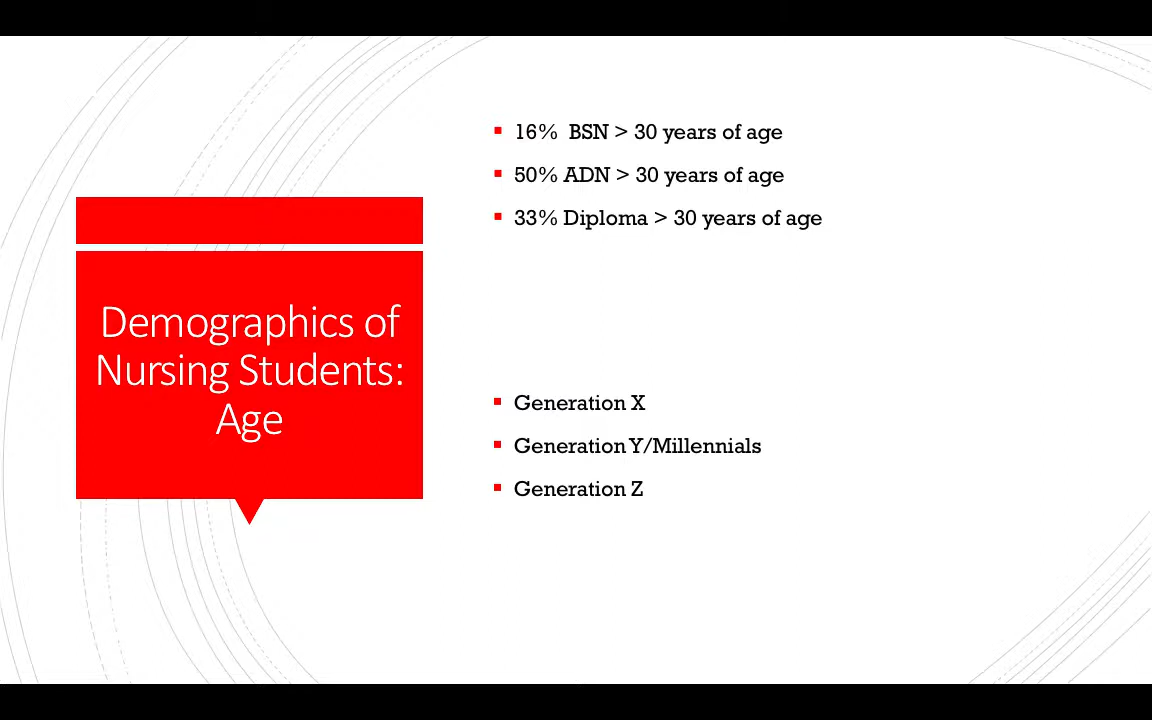 Demographics of
Nursing Students:
Age
▪ 16%  BSN > 30 years of age
▪ 50% ADN > 30 years of age
▪ 33% Diploma > 30 years of age
▪ Generation X
▪ Generation Y/Millennials
▪ Generation Z